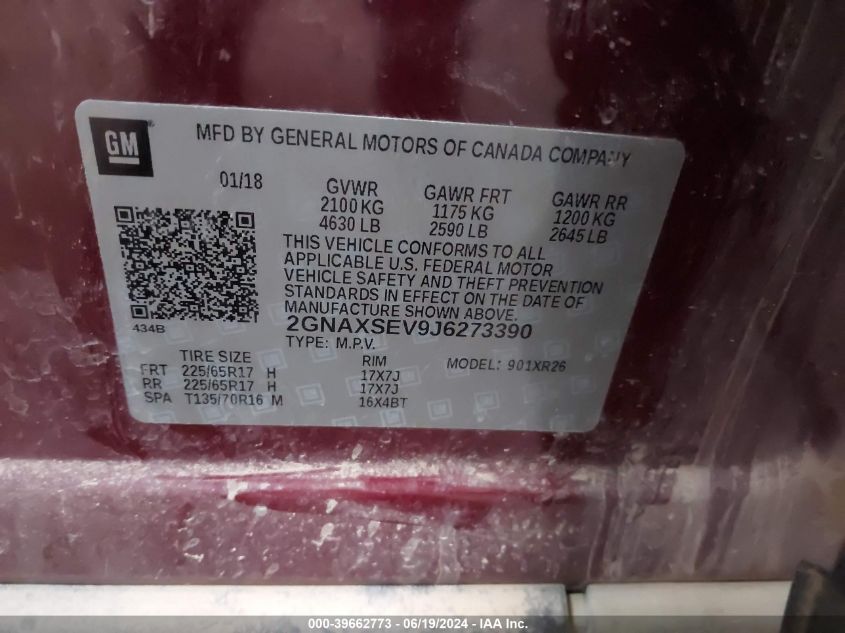 GM
MFD BY GENERAL MOTORS OF CANADA COMPANY
01/18 GVWR GAWR FRT GAWR RR
2100 KG 1175 KG 1200 KG
4630 LB 2590 LB 2645 LB
THIS VEHICLE CONFORMS TO ALL
APPLICABLE U.S. FEDERAL MOTOR
VEHICLE SAFETY AND THEFT PREVENTION
STANDARDS IN EFFECT ON THE DATE OF
MANUFACTURE SHOWN ABOVE.
434B 2GNAXSEV9J6273390
TYPE: M.P.V. MODEL: 901XR26
TIRE SIZE RIM
FRT 225/65R17 H 17X7J
RR 225/65R17 H 17X7J
SPA T135/70R16 M 16X4BT
000-39662773 - 06/19/2024 - IAA Inc.